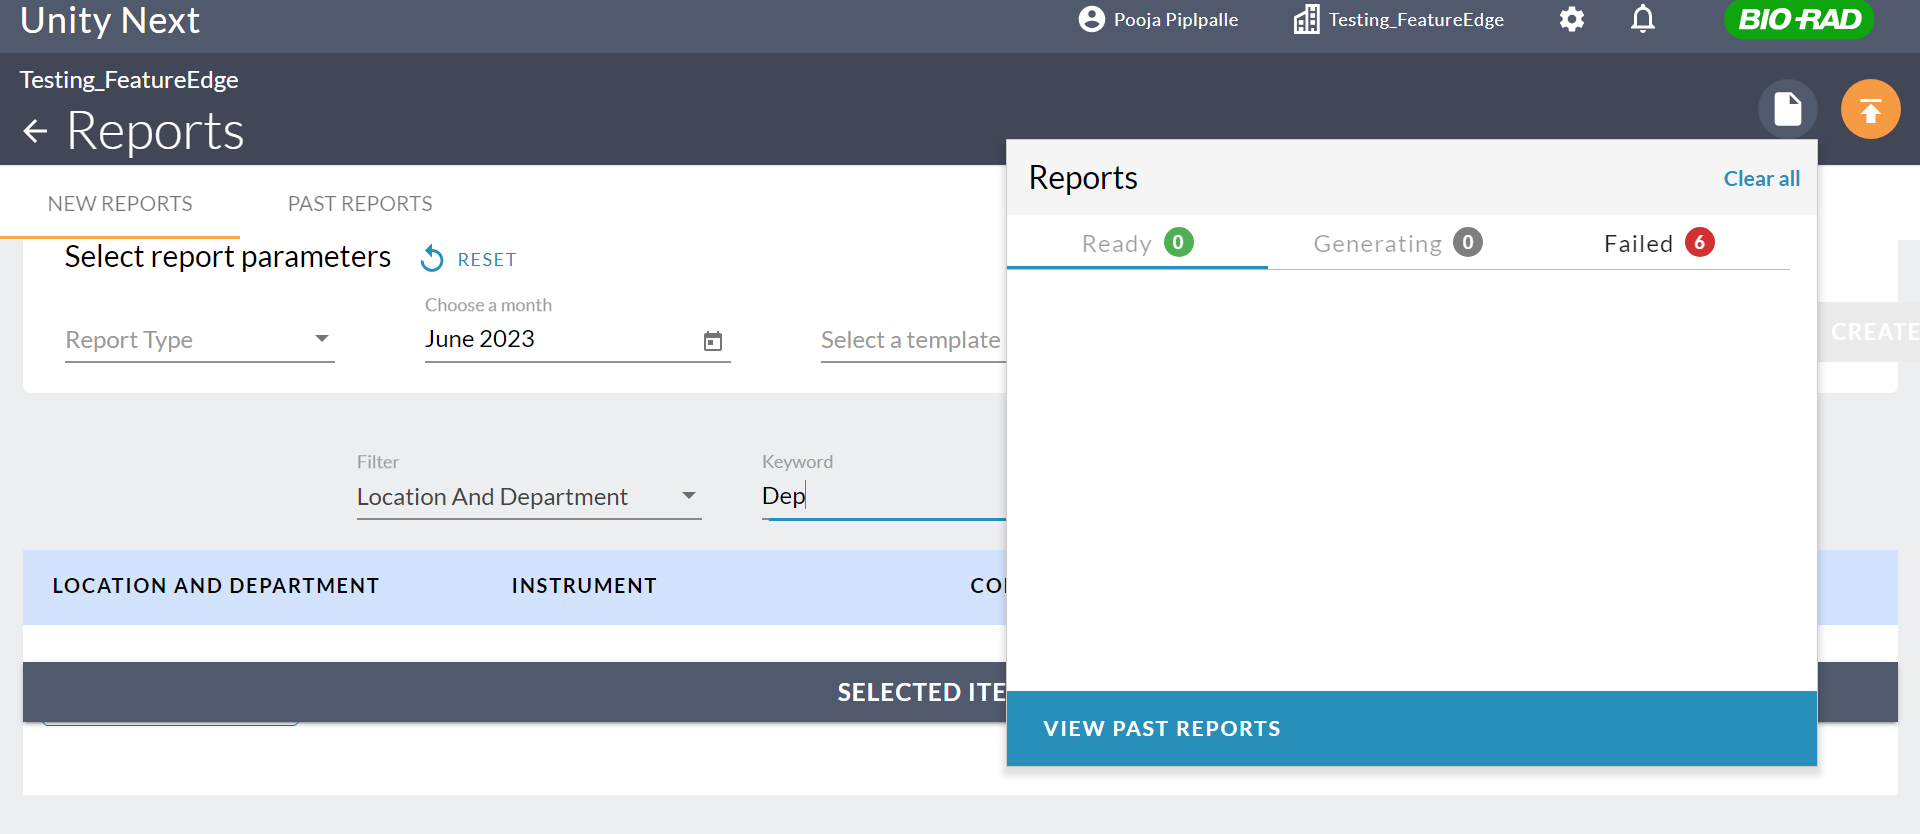 Unity Next
Pooja Piplpalle
Testing_FeatureEdge
BIO-RAD
Testing_FeatureEdge
Reports
NEW REPORTS
PAST REPORTS
Select report parameters
RESET
Report Type
Choose a month
June 2023
Select a template
CREATE
Filter
Location And Department
Keyword
Dep
LOCATION AND DEPARTMENT
INSTRUMENT
CO
SELECTED ITE
Reports
Clear all
Ready 0
Generating 0
Failed 6
VIEW PAST REPORTS